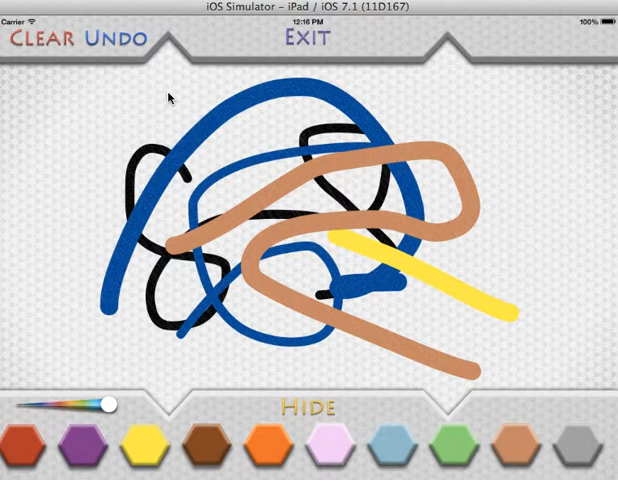 iOS Simulator - iPad / iOS 7.1 (11D167)
Carrier 12:16 PM 100%
CLEAR UNDO EXIT
HIDE